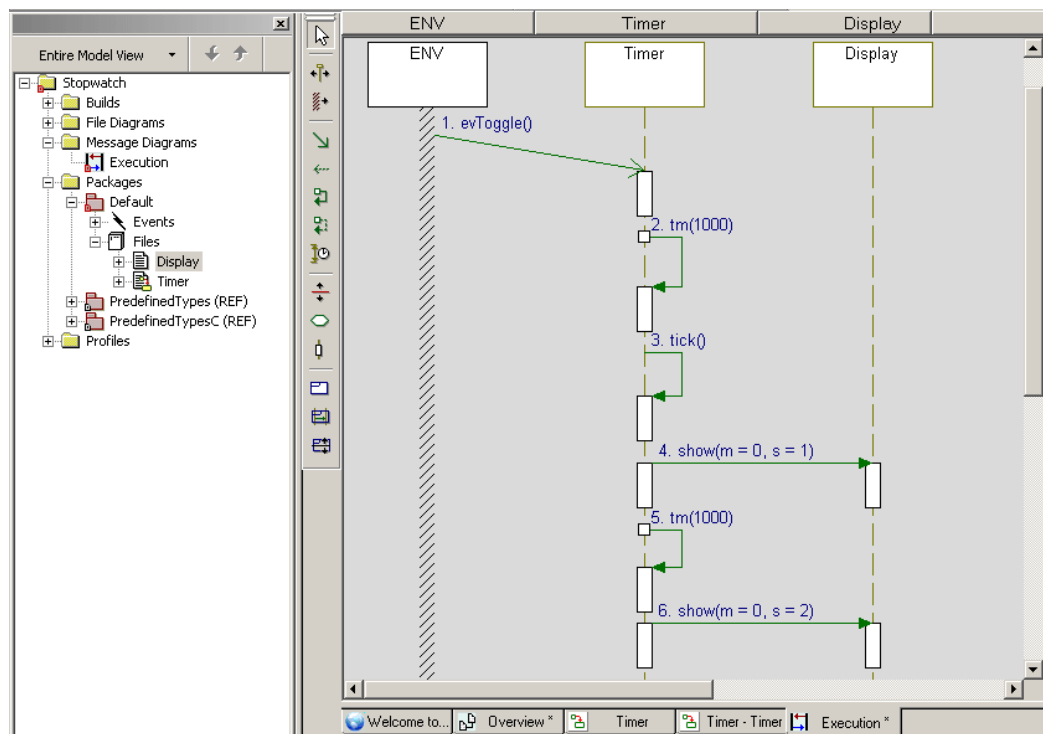 Entire Model View
Stopwatch
Builds
File Diagrams
Message Diagrams
Execution
Packages
Default
Events
Files
Display
Timer
PredefinedTypes (REF)
PredefinedTypesC (REF)
Profiles
ENV Timer Display
ENV Timer Display
1. evToggle()
2. tm(1000)
3. tick()
4. show(m = 0, s = 1)
5. tm(1000)
6. show(m = 0, s = 2)
Welcome to... Overview * Timer Timer - Timer Execution *